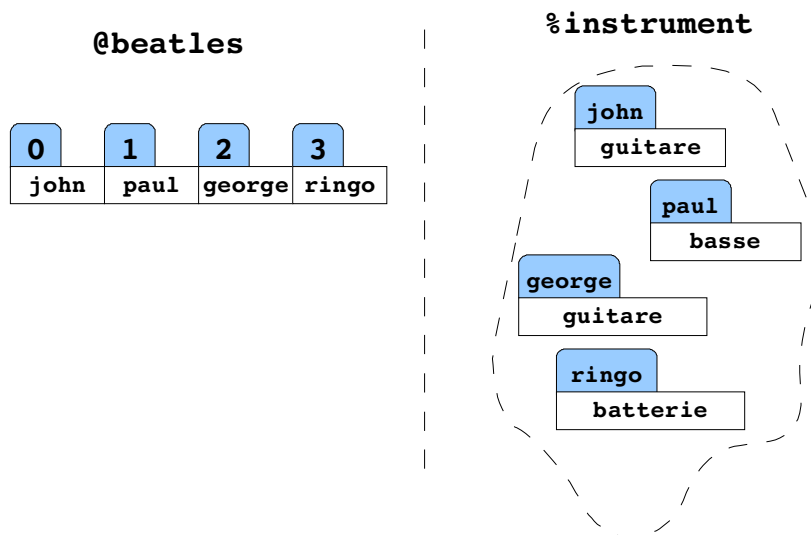 @beatles
0 1 2 3
john paul george ringo
%instrument
john
guitare
paul
basse
george
guitare
ringo
batterie